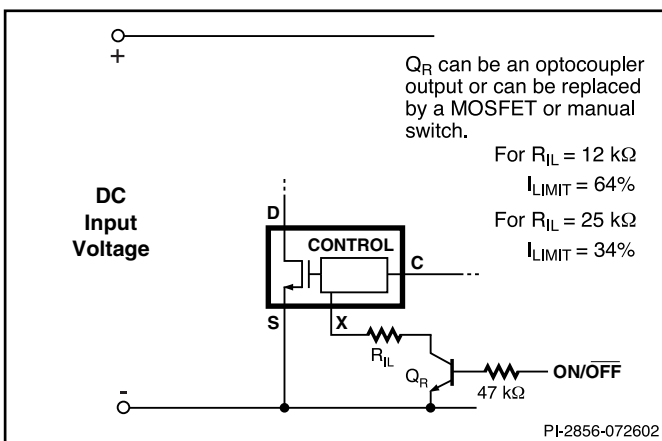 +
Q_R can be an optocoupler
output or can be replaced
by a MOSFET or manual
switch.
For R_IL = 12 kΩ
I_LIMIT = 64%
For R_IL = 25 kΩ
I_LIMIT = 34%
DC
Input
Voltage
D
CONTROL
C
S
X
R_IL
Q_R
47 kΩ
ON/O̅F̅F̅
-
PI-2856-072602